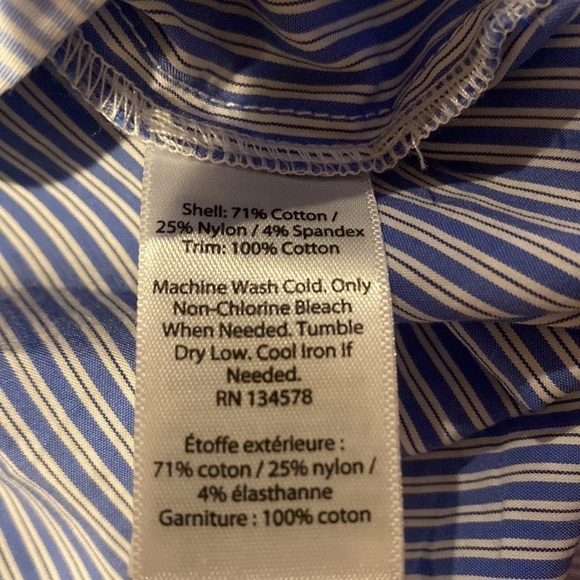 Shell: 71% Cotton /
25% Nylon / 4% Spandex
Trim: 100% Cotton
Machine Wash Cold. Only
Non-Chlorine Bleach
When Needed. Tumble
Dry Low. Cool Iron If
Needed.
RN 134578
Étoffe extérieure :
71% coton / 25% nylon /
4% élasthanne
Garniture : 100% coton